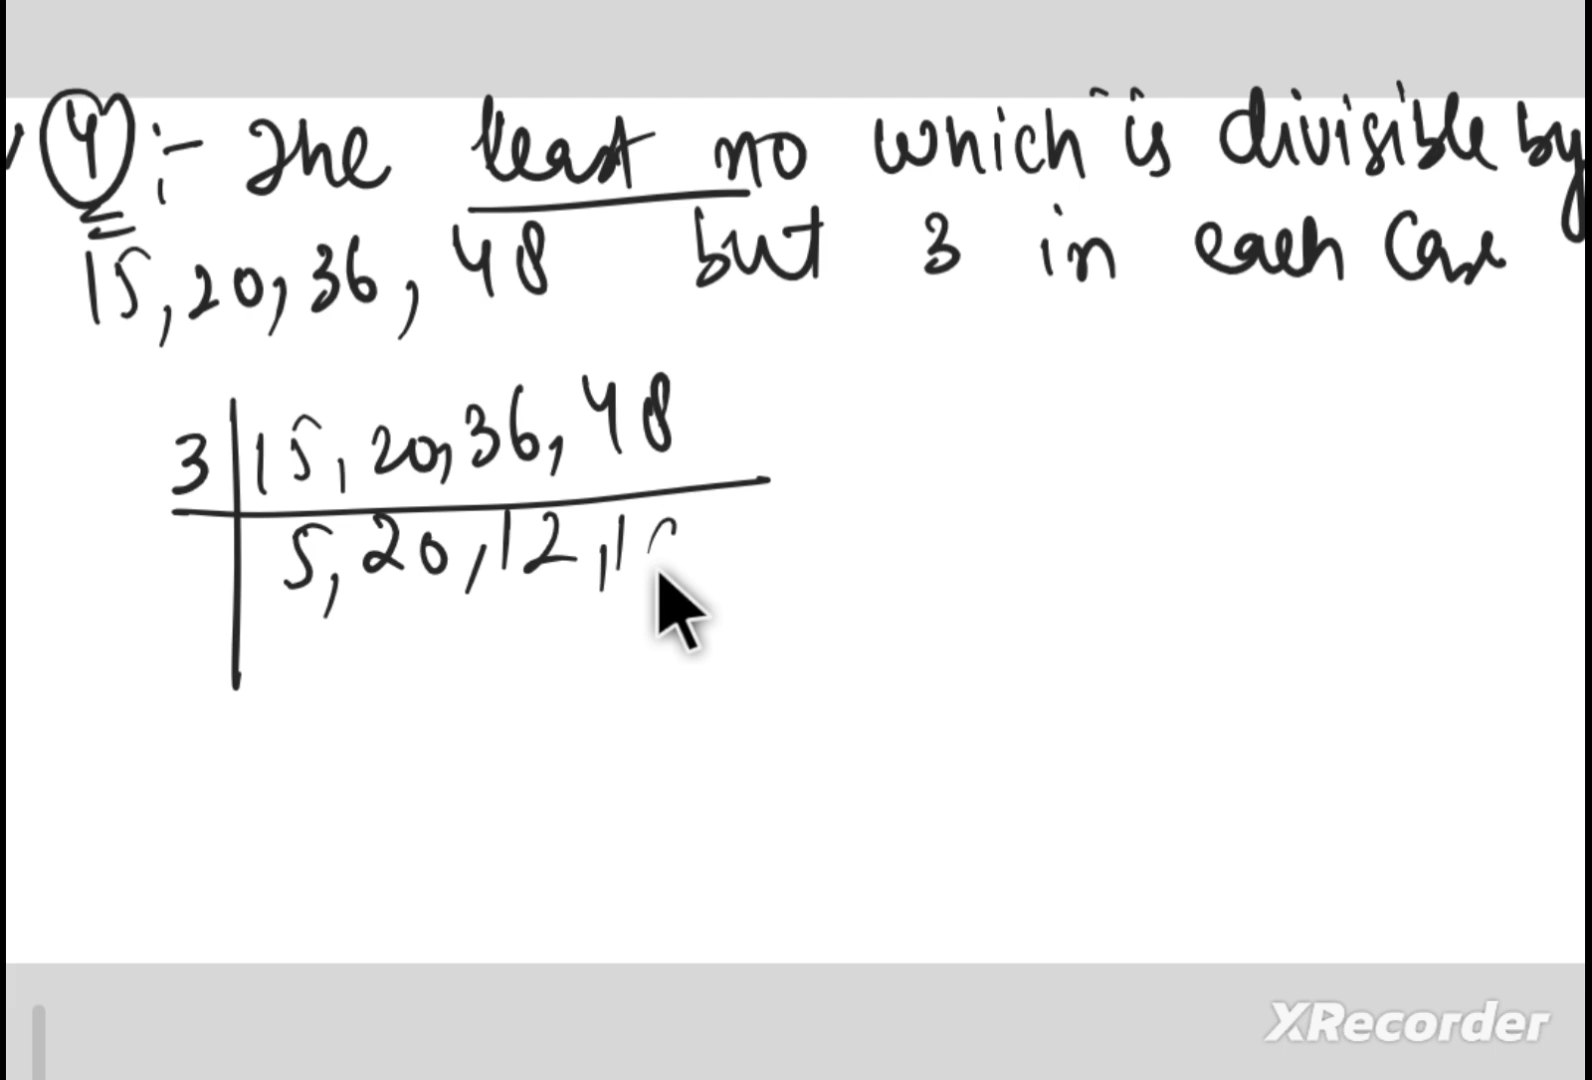 ④:- The least no which is divisible by
15, 20, 36, 48 but 3 in each case
3 | 15, 20, 36, 48
5, 20, 12, 1
XRecorder